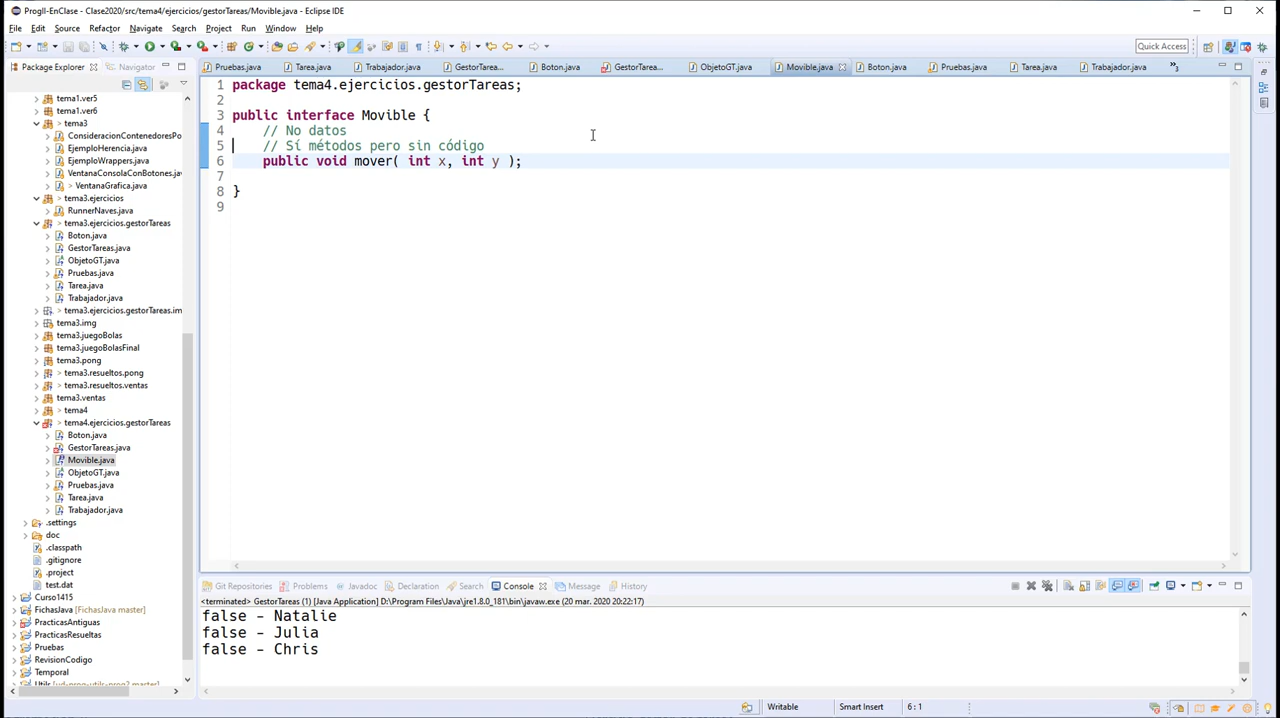 ProgII-EnClase - Clase2020/src/tema4/ejercicios/gestorTareas/Movible.java - Eclipse IDE
File Edit Source Refactor Navigate Search Project Run Window Help
Quick Access
Package Explorer Navigator
Pruebas.java Tarea.java Trabajador.java GestorTarea... Boton.java GestorTarea... ObjetoGT.java Movible.java Boton.java Pruebas.java Tarea.java Trabajador.java
1 package tema4.ejercicios.gestorTareas;
2
3 public interface Movible {
4 // No datos
5 // Sí métodos pero sin código
6 public void mover( int x, int y );
7
8 }
9
tema1.ver5
tema1.ver6
> tema3
ConsideracionContenedoresPo
EjemploHerencia.java
EjemploWrappers.java
VentanaConsolaConBotones.jav
> VentanaGrafica.java
> tema3.ejercicios
RunnerNaves.java
> tema3.ejercicios.gestorTareas
Boton.java
GestorTareas.java
ObjetoGT.java
Pruebas.java
Tarea.java
Trabajador.java
> tema3.ejercicios.gestorTareas.im
tema3.img
tema3.juegoBolas
tema3.juegoBolasFinal
tema3.pong
> tema3.resueltos.pong
> tema3.resueltos.ventas
tema3.ventas
> tema4
> tema4.ejercicios.gestorTareas
Boton.java
GestorTareas.java
Movible.java
ObjetoGT.java
Pruebas.java
Tarea.java
Trabajador.java
.settings
doc
.classpath
.gitignore
.project
test.dat
Curso1415
FichasJava (FichasJava master)
PracticasAntiguas
PracticasResueltas
Pruebas
RevisionCodigo
Temporal
Utils [ud-prog-utils-prog2 master]
Git Repositories Problems Javadoc Declaration Search Console Message History
<terminated> GestorTareas (1) [Java Application] D:\Program Files\Java\jre1.8.0_181\bin\javaw.exe (20 mar. 2020 20:22:17)
false - Natalie
false - Julia
false - Chris
Writable Smart Insert 6 : 1